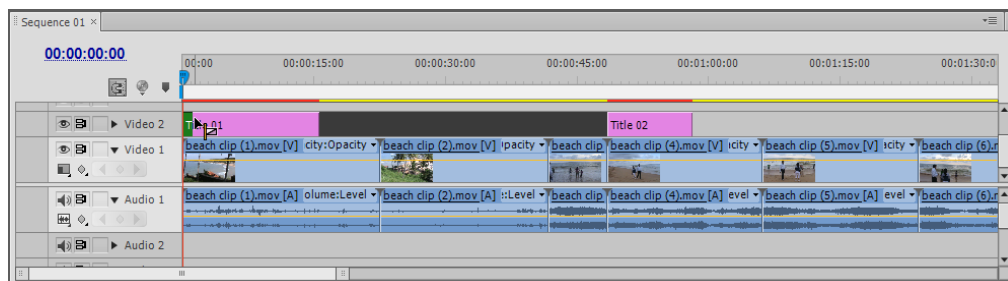 Sequence 01 ×
00:00:00:00
00:00 00:00:15:00 00:00:30:00 00:00:45:00 00:01:00:00 00:01:15:00 00:01:30:0
Video 2 01 Title 02
Video 1 beach clip (1).mov [V] city:Opacity beach clip (2).mov [V] pacity beach clip beach clip (4).mov [V] icity beach clip (5).mov [V] acity beach clip (6).r
Audio 1 beach clip (1).mov [A] olume:Level beach clip (2).mov [A] e:Level beach clip beach clip (4).mov [A] evel beach clip (5).mov [A] evel beach clip (6).r
Audio 2